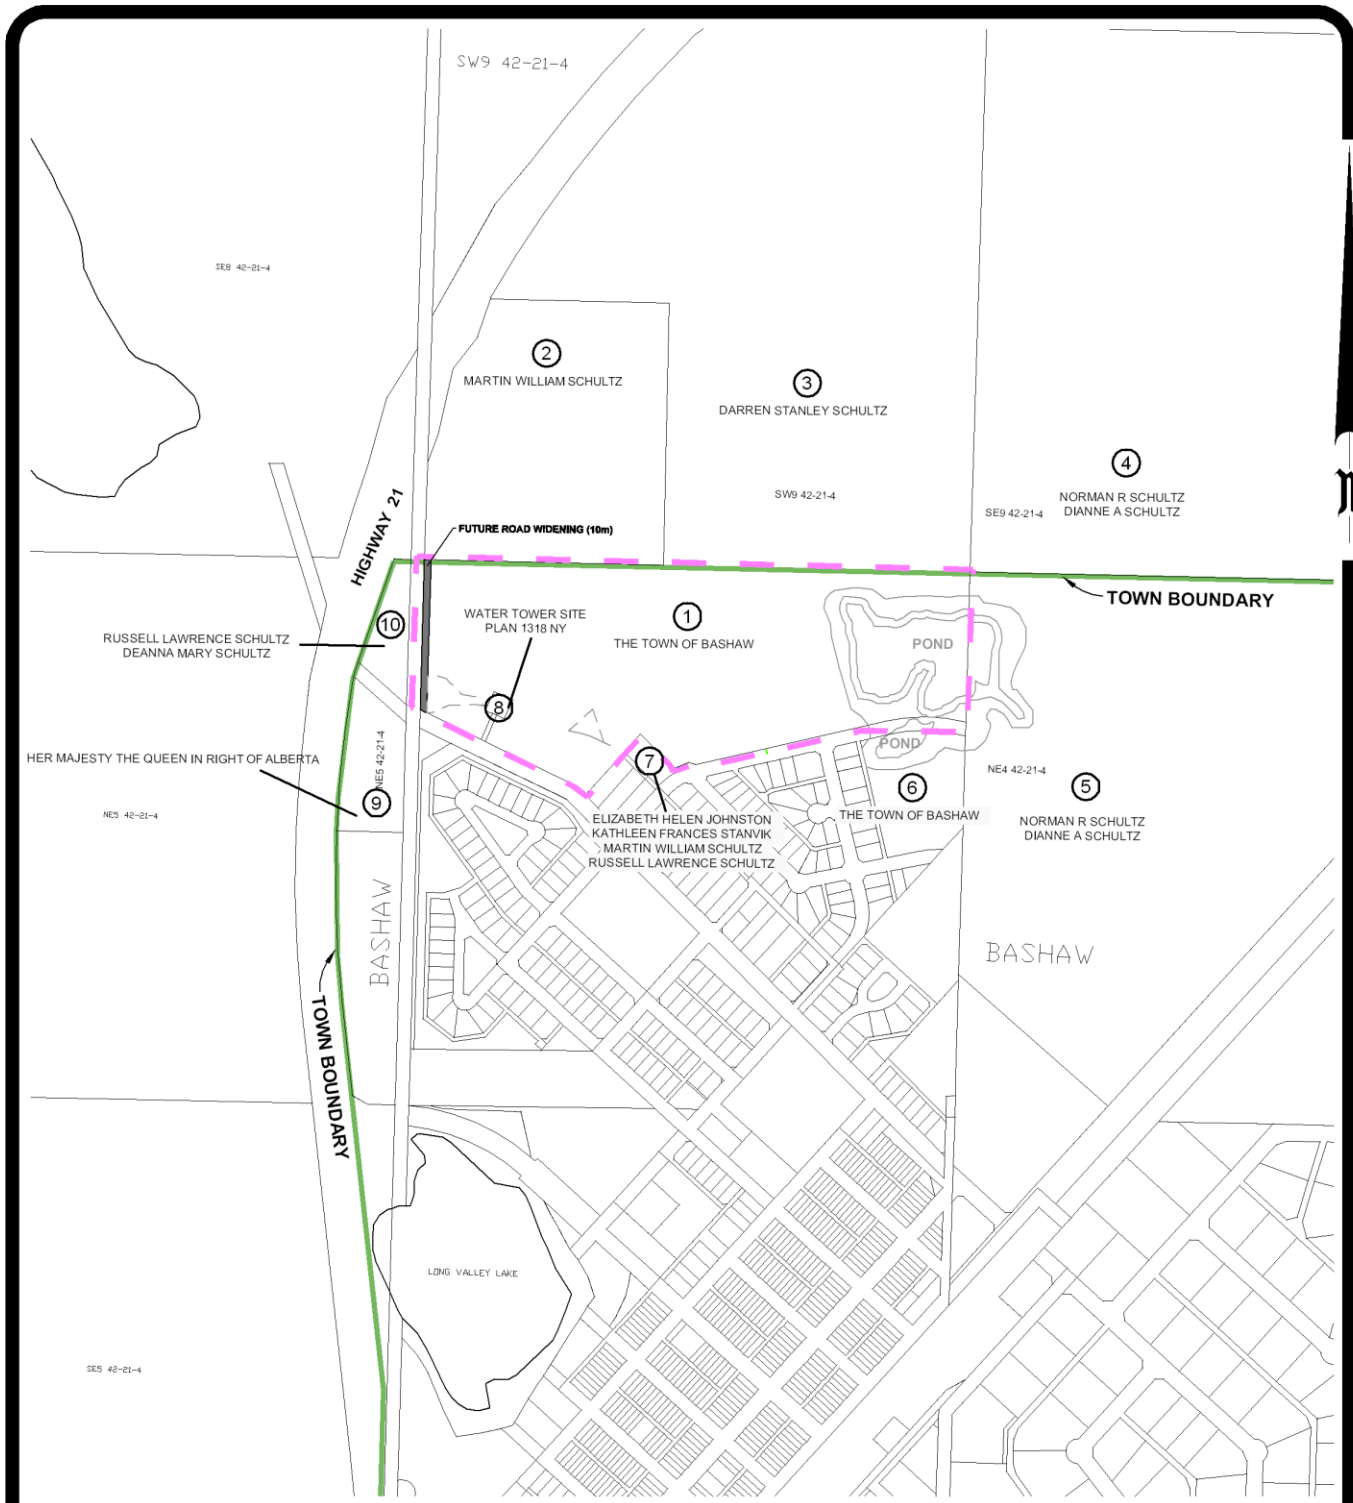 SW9 42-21-4
SE8 42-21-4
2
MARTIN WILLIAM SCHULTZ
3
DARREN STANLEY SCHULTZ
4
NORMAN R SCHULTZ
DIANNE A SCHULTZ
SW9 42-21-4
SE9 42-21-4
HIGHWAY 21
FUTURE ROAD WIDENING (10m)
TOWN BOUNDARY
10
RUSSELL LAWRENCE SCHULTZ
DEANNA MARY SCHULTZ
WATER TOWER SITE
PLAN 1318 NY
1
THE TOWN OF BASHAW
POND
8
POND
HER MAJESTY THE QUEEN IN RIGHT OF ALBERTA
NE5 42-21-4
7
NE4 42-21-4
9
6
5
NE5 42-21-4
ELIZABETH HELEN JOHNSTON
KATHLEEN FRANCES STANVIK
MARTIN WILLIAM SCHULTZ
RUSSELL LAWRENCE SCHULTZ
THE TOWN OF BASHAW
NORMAN R SCHULTZ
DIANNE A SCHULTZ
BASHAW
BASHAW
TOWN BOUNDARY
LONG VALLEY LAKE
SE5 42-21-4